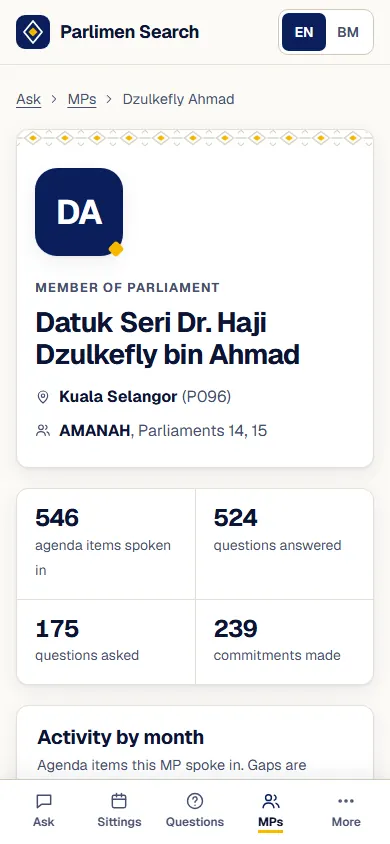 Parlimen Search
EN
BM
Ask > MPs > Dzulkefly Ahmad
DA
MEMBER OF PARLIAMENT
Datuk Seri Dr. Haji
Dzulkefly bin Ahmad
Kuala Selangor (P096)
AMANAH, Parliaments 14, 15
546
agenda items spoken
in
524
questions answered
175
questions asked
239
commitments made
Activity by month
Agenda items this MP spoke in. Gaps are
Ask
Sittings
Questions
MPs
More